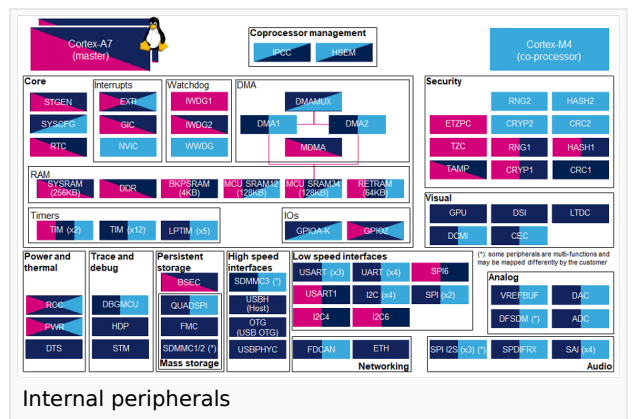 Cortex-A7
(master)
Coprocessor management
IPCC
HSEM
Cortex-M4
(co-processor)
Core
STGEN
SYSCFG
RTC
Interrupts
EXTI
GIC
NVIC
Watchdog
IWDG1
IWDG2
WWDG
DMA
DMAMUX
DMA1
DMA2
MDMA
Security
RNG2
HASH2
ETZPC
CRYP2
CRC2
TZC
RNG1
HASH1
TAMP
CRYP1
CRC1
RAM
SYSRAM
(256KB)
DDR
BKPSRAM
(4KB)
MCU SRAM12
(128KB)
MCU SRAM34
(128KB)
RETRAM
(64KB)
Timers
TIM (x2)
TIM (x12)
LPTIM (x5)
IOs
GPIOA-K
GPIOZ
Visual
GPU
DSI
LTDC
DCMI
CEC
Power and
thermal
RCC
PWR
DTS
Trace and
debug
DBGMCU
HDP
STM
Persistent
storage
BSEC
QUADSPI
FMC
SDMMC1/2 (*)
Mass storage
High speed
interfaces
SDMMC3 (*)
USBH
(Host)
OTG
(USB OTG)
USBPHYC
Low speed interfaces
USART (x3)
UART (x4)
SPI6
USART1
I2C (x4)
SPI (x2)
I2C4
I2C6
(*): some peripherals are multi-functions and
may be mapped differently by the customer
Analog
VREFBUF
DAC
DFSDM (*)
ADC
FDCAN
ETH
Networking
SPI I2S (x3) (*)
SPDIFRX
SAI (x4)
Audio
Internal peripherals